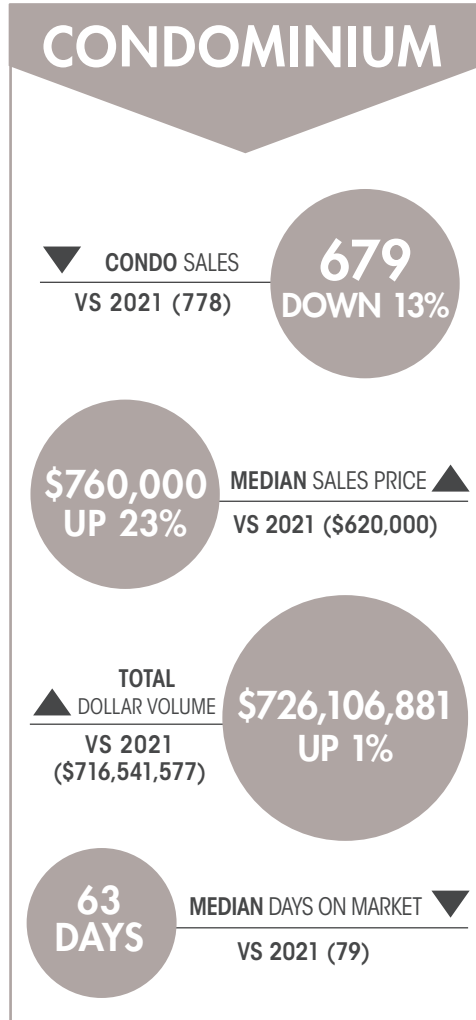 CONDOMINIUM
CONDO SALES
VS 2021 (778)
679
DOWN 13%
$760,000
UP 23%
MEDIAN SALES PRICE
VS 2021 ($620,000)
TOTAL
DOLLAR VOLUME
VS 2021
($716,541,577)
$726,106,881
UP 1%
63
DAYS
MEDIAN DAYS ON MARKET
VS 2021 (79)